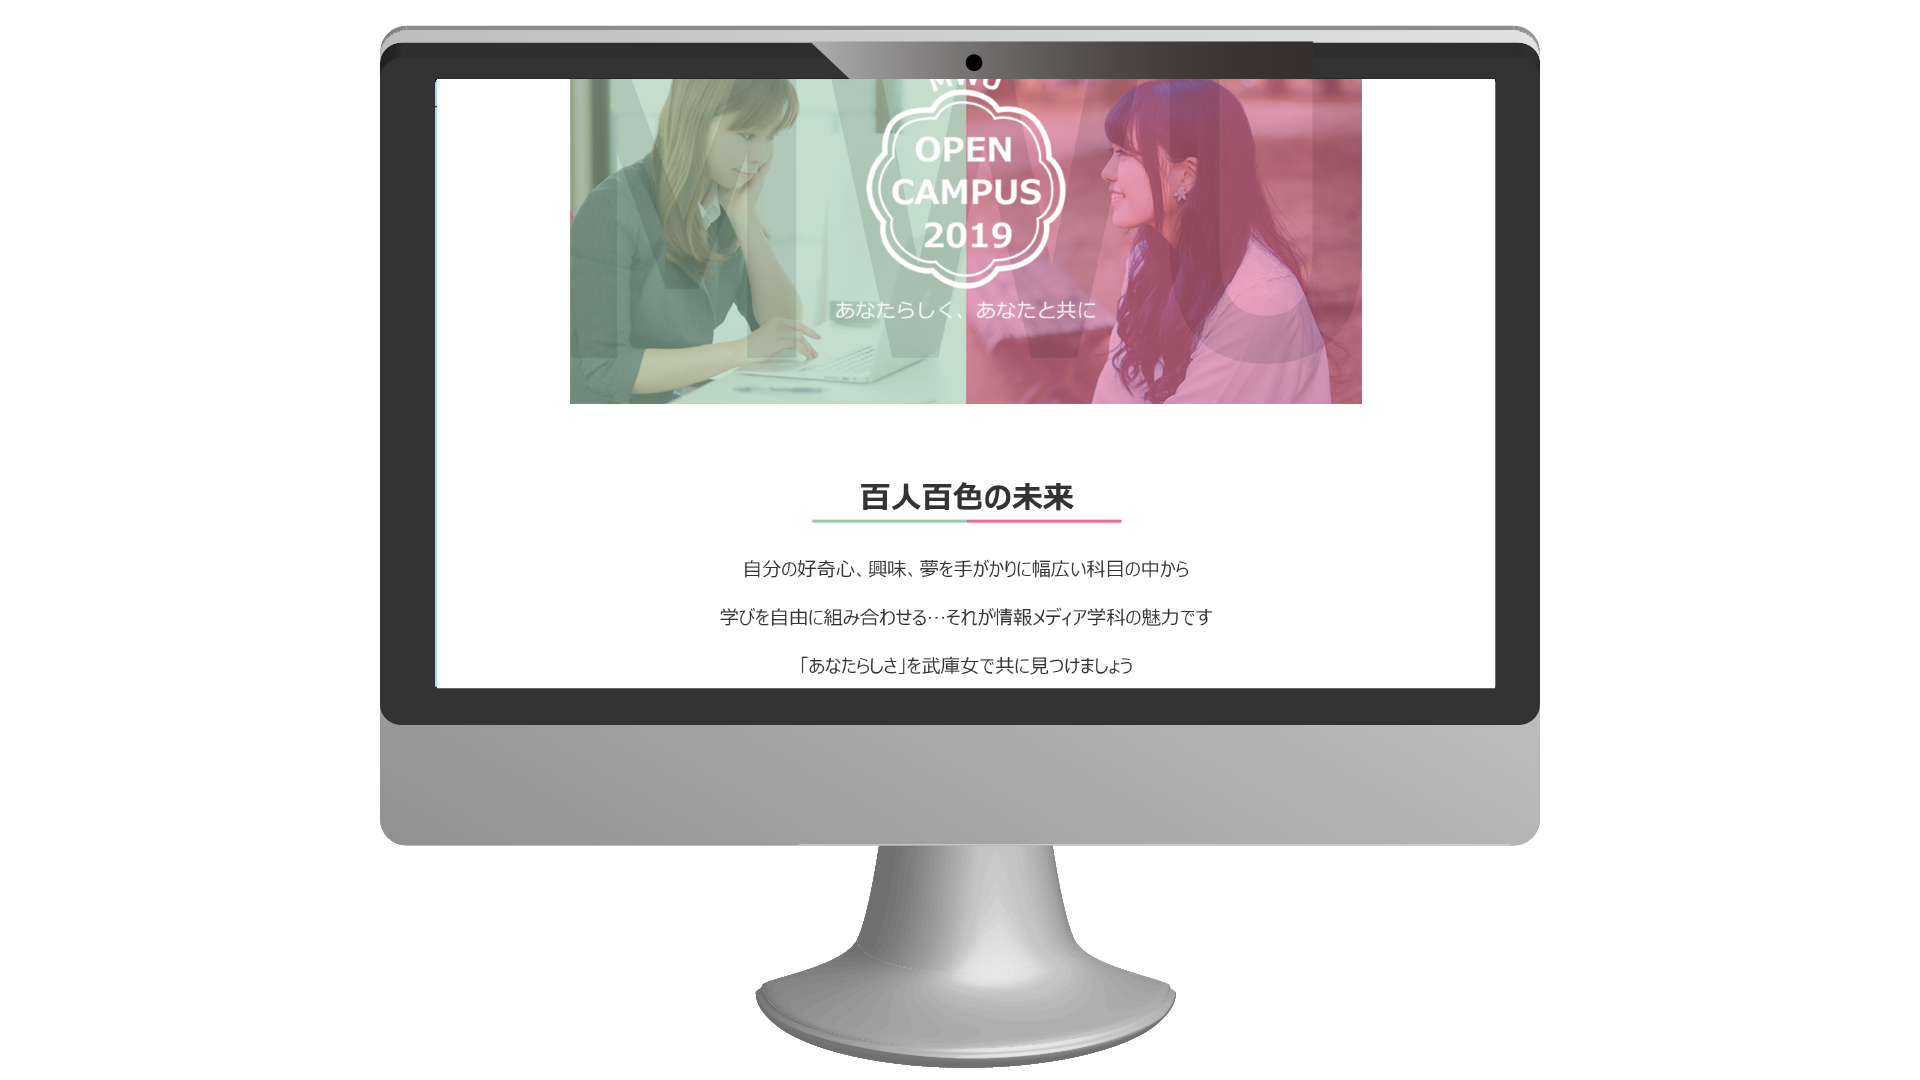 MWU
OPEN
CAMPUS
2019
あなたらしく、あなたと共に
百人百色の未来
自分の好奇心、興味、夢を手がかりに幅広い科目の中から
学びを自由に組み合わせる…それが情報メディア学科の魅力です
「あなたらしさ」を武庫女で共に見つけましょう